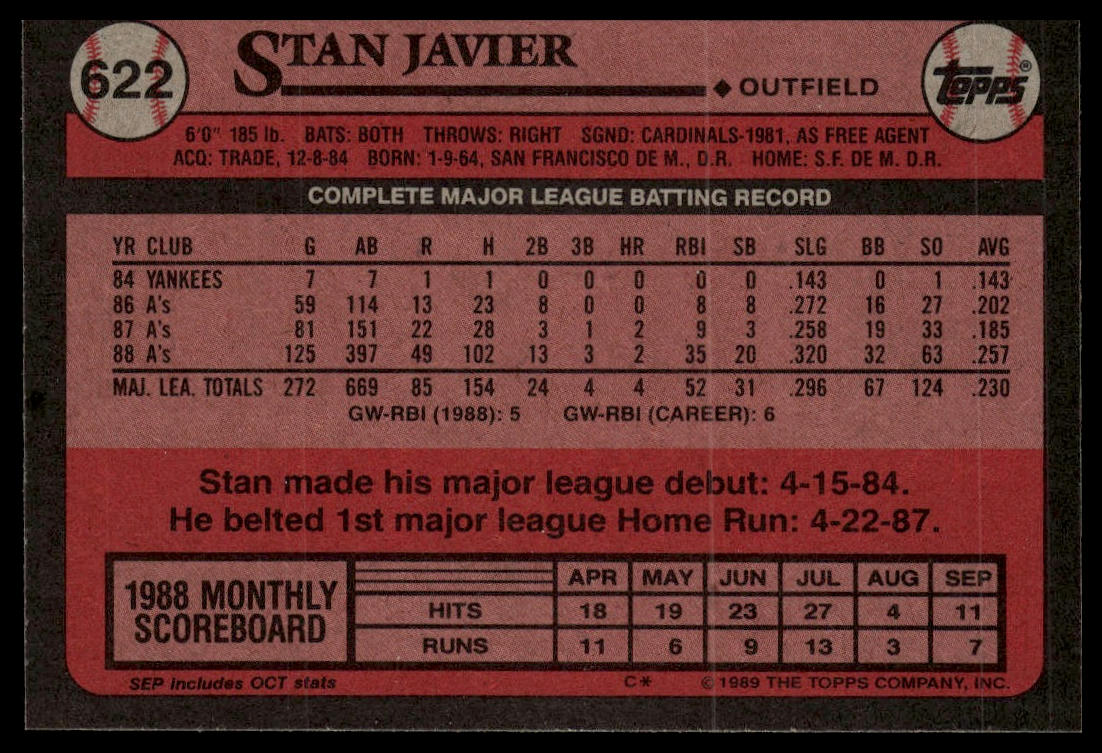 622 STAN JAVIER
◆ OUTFIELD
TOPPS®
6'0" 185 lb. BATS: BOTH THROWS: RIGHT SGND: CARDINALS-1981, AS FREE AGENT
ACQ: TRADE, 12-8-84 BORN: 1-9-64, SAN FRANCISCO DE M., D.R. HOME: S.F. DE M. D.R.
COMPLETE MAJOR LEAGUE BATTING RECORD
YR CLUB G AB R H 2B 3B HR RBI SB SLG BB SO AVG
84 YANKEES 7 7 1 1 0 0 0 0 0 .143 0 1 .143
86 A's 59 114 13 23 8 0 0 8 8 .272 16 27 .202
87 A's 81 151 22 28 3 1 2 9 3 .258 19 33 .185
88 A's 125 397 49 102 13 3 2 35 20 .320 32 63 .257
MAJ. LEA. TOTALS 272 669 85 154 24 4 4 52 31 .296 67 124 .230
GW-RBI (1988): 5 GW-RBI (CAREER): 6
Stan made his major league debut: 4-15-84.
He belted 1st major league Home Run: 4-22-87.
1988 MONTHLY
SCOREBOARD
APR MAY JUN JUL AUG SEP
HITS 18 19 23 27 4 11
RUNS 11 6 9 13 3 7
SEP includes OCT stats C* © 1989 THE TOPPS COMPANY, INC.